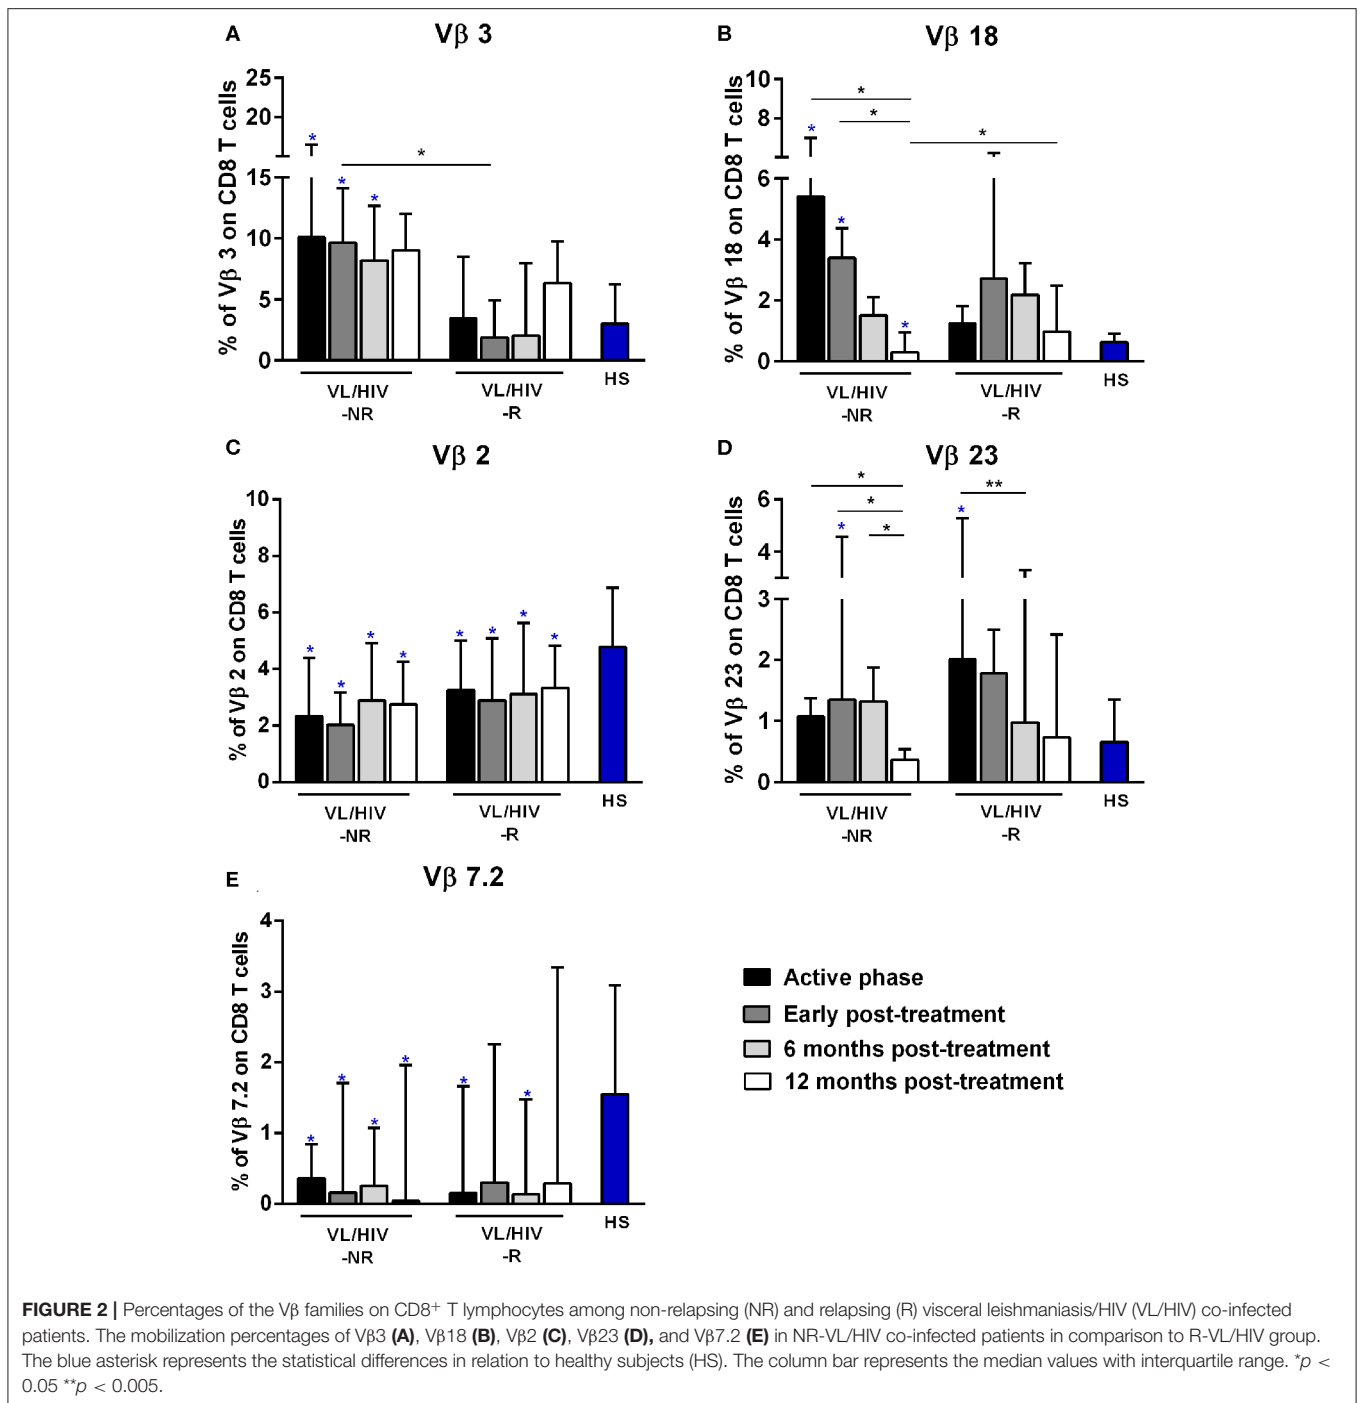 A
Vβ 3
% of Vβ 3 on CD8 T cells
25
20
15
10
5
0
*
*
*
*
VL/HIV
-NR
VL/HIV
-R
HS
B
Vβ 18
% of Vβ 18 on CD8 T cells
10
8
6
4
2
0
*
*
*
*
*
*
VL/HIV
-NR
VL/HIV
-R
HS
C
Vβ 2
% of Vβ 2 on CD8 T cells
10
8
6
4
2
0
*
*
*
*
*
*
*
*
VL/HIV
-NR
VL/HIV
-R
HS
D
Vβ 23
% of Vβ 23 on CD8 T cells
6
4
3
2
1
0
*
*
*
*
*
**
VL/HIV
-NR
VL/HIV
-R
HS
E
Vβ 7.2
% of Vβ 7.2 on CD8 T cells
4
3
2
1
0
*
*
*
*
*
*
VL/HIV
-NR
VL/HIV
-R
HS
Active phase
Early post-treatment
6 months post-treatment
12 months post-treatment
FIGURE 2 | Percentages of the Vβ families on CD8+ T lymphocytes among non-relapsing (NR) and relapsing (R) visceral leishmaniasis/HIV (VL/HIV) co-infected
patients. The mobilization percentages of Vβ3 (A), Vβ18 (B), Vβ2 (C), Vβ23 (D), and Vβ7.2 (E) in NR-VL/HIV co-infected patients in comparison to R-VL/HIV group.
The blue asterisk represents the statistical differences in relation to healthy subjects (HS). The column bar represents the median values with interquartile range. *p <
0.05 **p < 0.005.